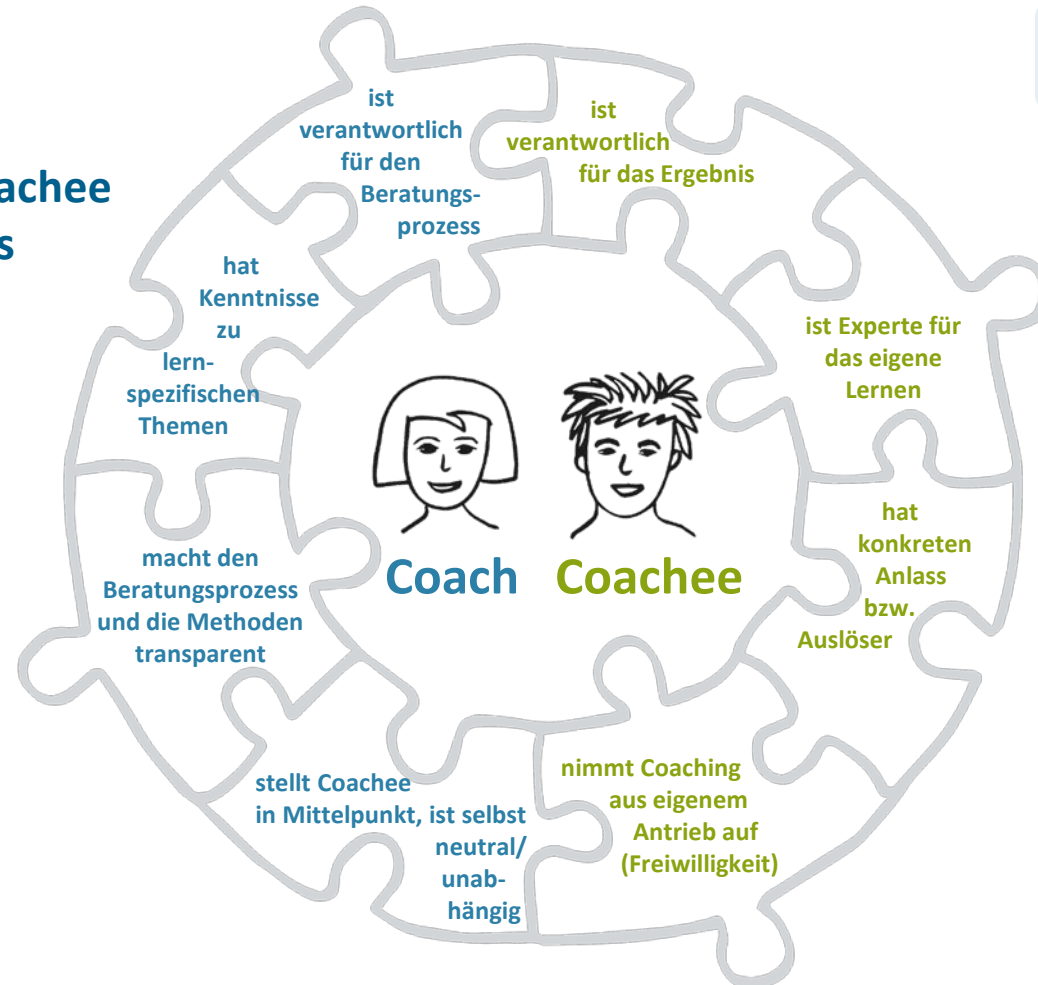 achee
s
ist
verantwortlich
für den
Beratungs-
prozess
ist
verantwortlich
für das Ergebnis
hat
Kenntnisse
zu
lern-
spezifischen
Themen
ist Experte für
das eigene
Lernen
Coach
Coachee
macht den
Beratungsprozess
und die Methoden
transparent
hat
konkreten
Anlass
bzw.
Auslöser
stellt Coachee
in Mittelpunkt, ist selbst
neutral/
unab-
hängig
nimmt Coaching
aus eigenem
Antrieb auf
(Freiwilligkeit)